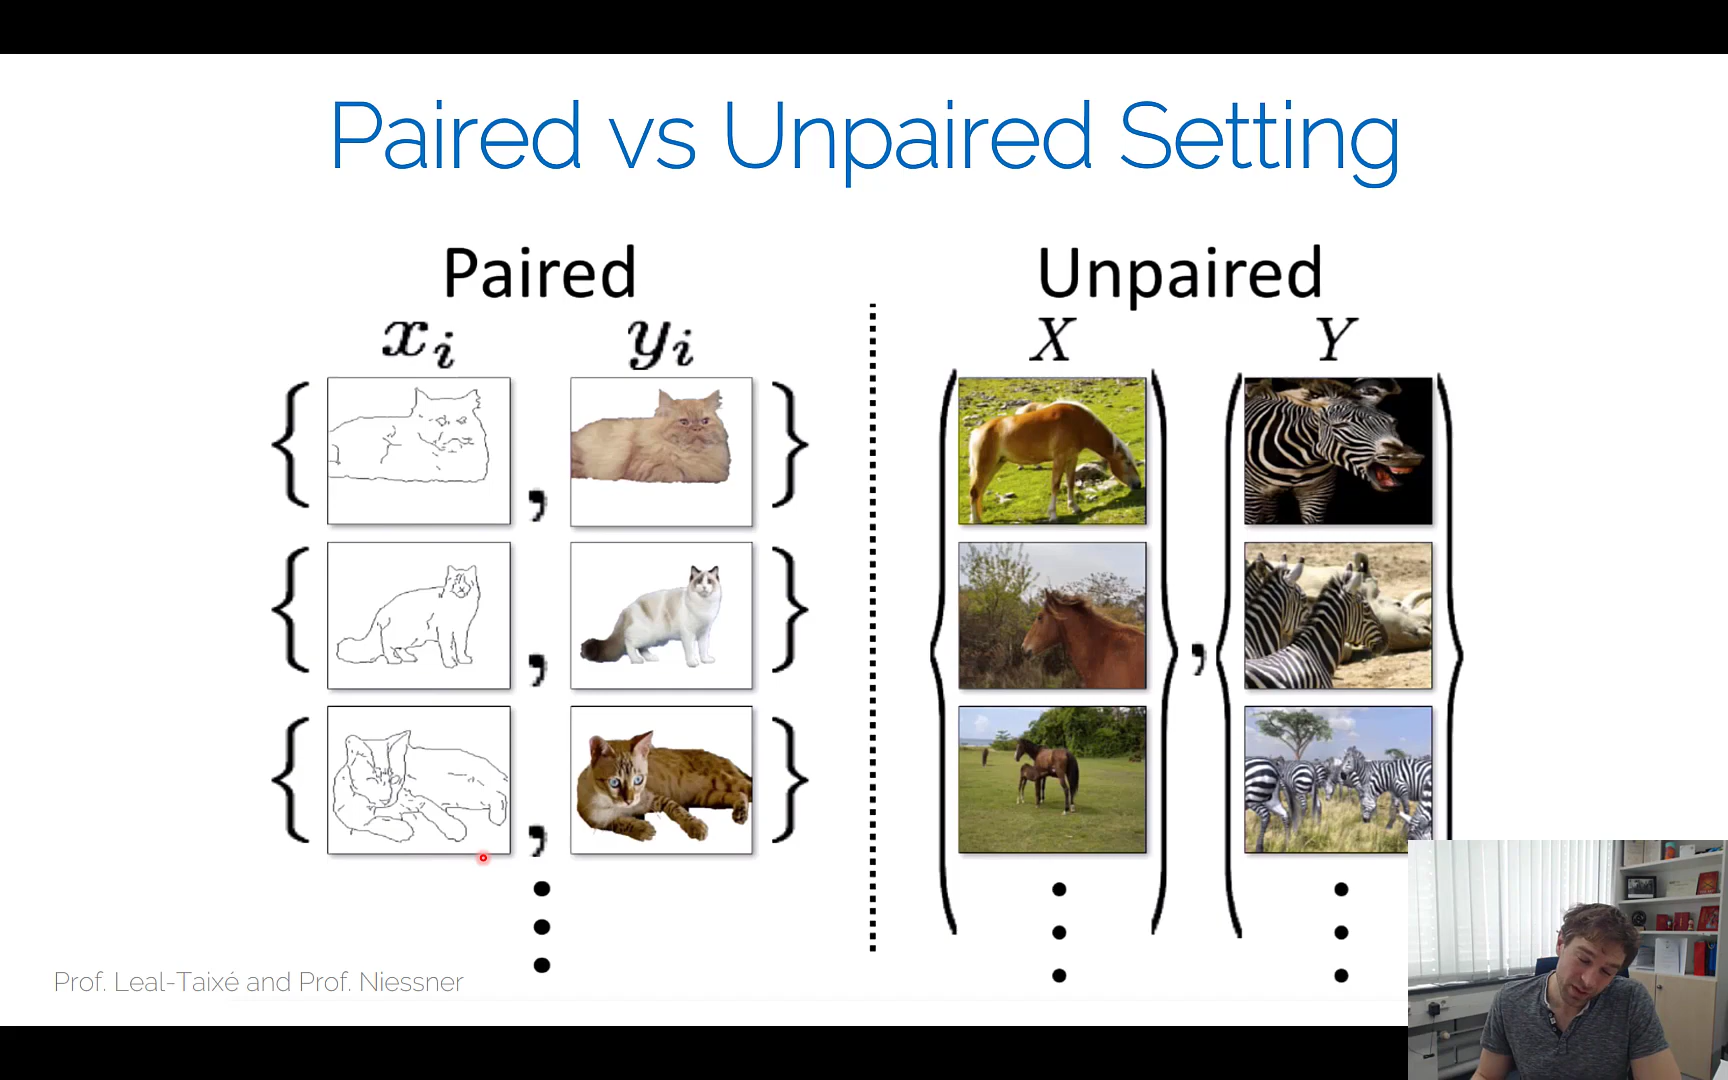 Paired vs Unpaired Setting
Paired
Unpaired
x_i
y_i
X
Y
{ , }
{ , }
{ , }
Prof. Leal-Taixé and Prof. Niessner